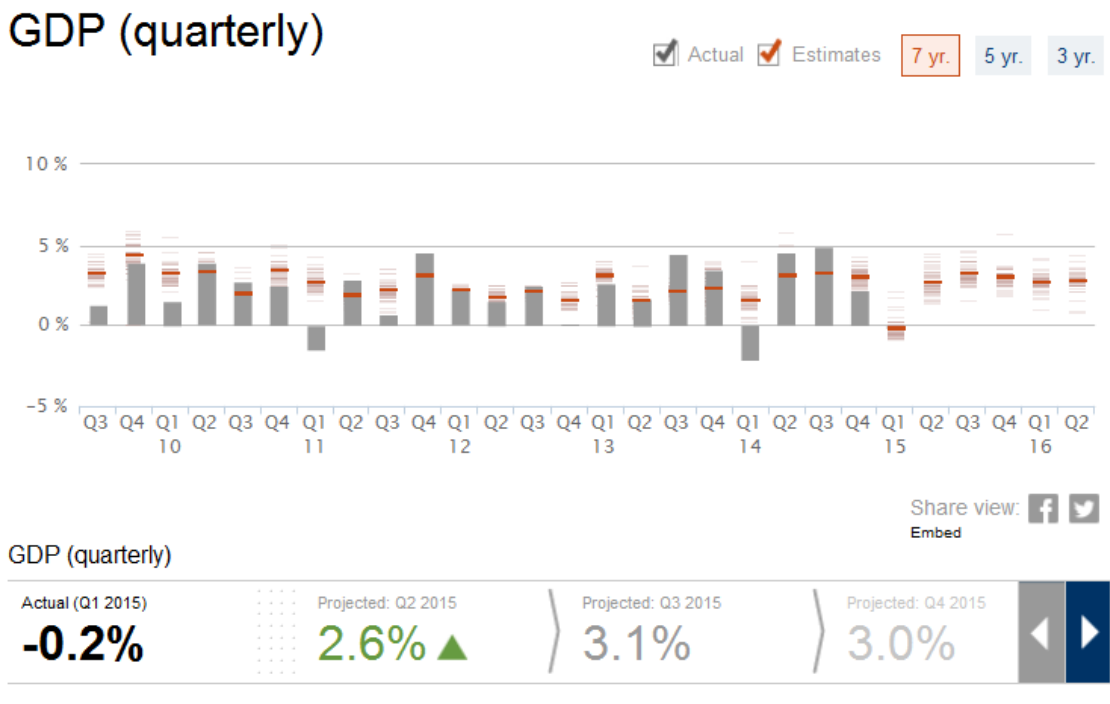 GDP (quarterly)
Actual Estimates 7 yr. 5 yr. 3 yr.
10 %
5 %
0 %
-5 %
Q3 Q4 Q1 Q2 Q3 Q4 Q1 Q2 Q3 Q4 Q1 Q2 Q3 Q4 Q1 Q2 Q3 Q4 Q1 Q2 Q3 Q4 Q1 Q2 Q3 Q4 Q1 Q2
10 11 12 13 14 15 16
Share view:
Embed
GDP (quarterly)
Actual (Q1 2015) Projected: Q2 2015 Projected: Q3 2015 Projected: Q4 2015
-0.2% 2.6% 3.1% 3.0%